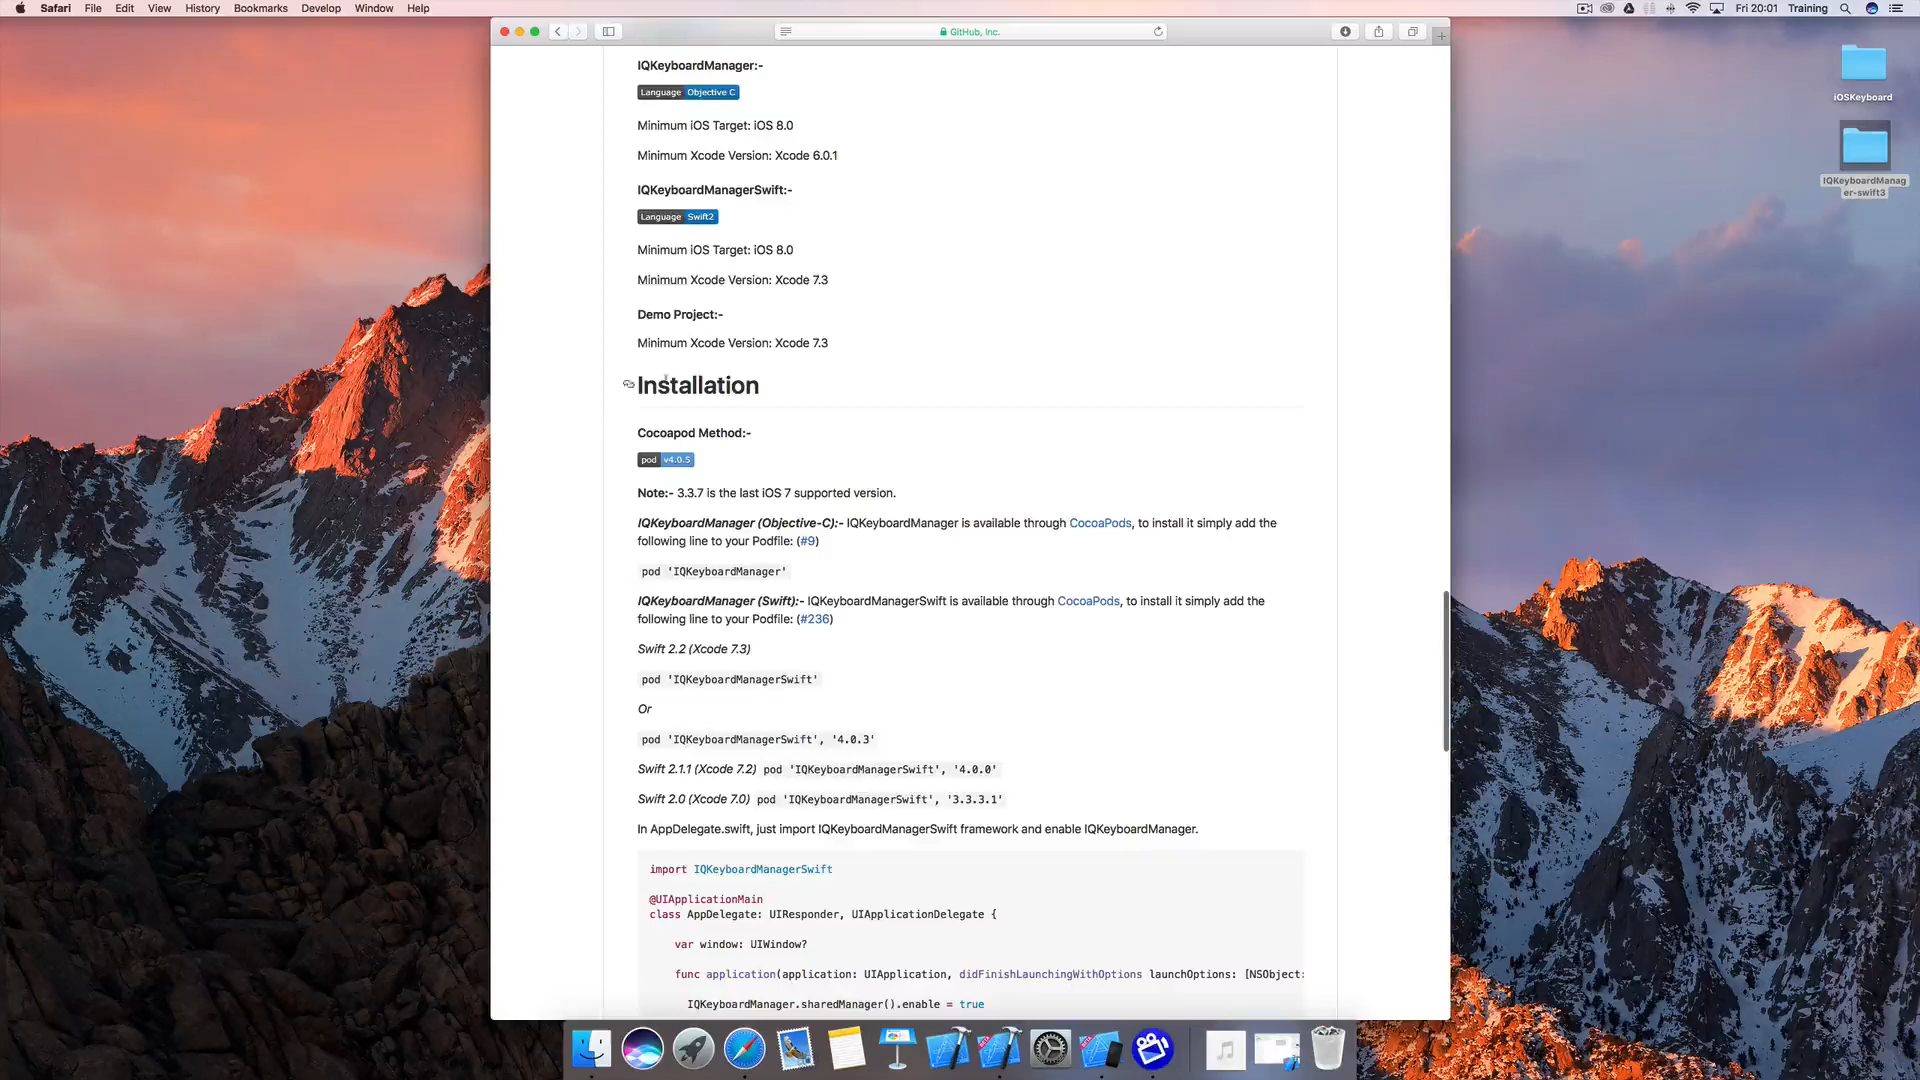 Safari File Edit View History Bookmarks Develop Window Help
Fri 20:01 Training
GitHub, Inc.
iOSKeyboard
IQKeyboardManag
er-swift3
IQKeyboardManager:-
Language Objective C
Minimum iOS Target: iOS 8.0
Minimum Xcode Version: Xcode 6.0.1
IQKeyboardManagerSwift:-
Language Swift2
Minimum iOS Target: iOS 8.0
Minimum Xcode Version: Xcode 7.3
Demo Project:-
Minimum Xcode Version: Xcode 7.3
Installation
Cocoapod Method:-
pod v4.0.5
Note:- 3.3.7 is the last iOS 7 supported version.
IQKeyboardManager (Objective-C):- IQKeyboardManager is available through CocoaPods, to install it simply add the
following line to your Podfile: (#9)
pod 'IQKeyboardManager'
IQKeyboardManager (Swift):- IQKeyboardManagerSwift is available through CocoaPods, to install it simply add the
following line to your Podfile: (#236)
Swift 2.2 (Xcode 7.3)
pod 'IQKeyboardManagerSwift'
Or
pod 'IQKeyboardManagerSwift', '4.0.3'
Swift 2.1.1 (Xcode 7.2) pod 'IQKeyboardManagerSwift', '4.0.0'
Swift 2.0 (Xcode 7.0) pod 'IQKeyboardManagerSwift', '3.3.3.1'
In AppDelegate.swift, just import IQKeyboardManagerSwift framework and enable IQKeyboardManager.
import IQKeyboardManagerSwift
@UIApplicationMain
class AppDelegate: UIResponder, UIApplicationDelegate {
var window: UIWindow?
func application(application: UIApplication, didFinishLaunchingWithOptions launchOptions: [NSObject:
IQKeyboardManager.sharedManager().enable = true